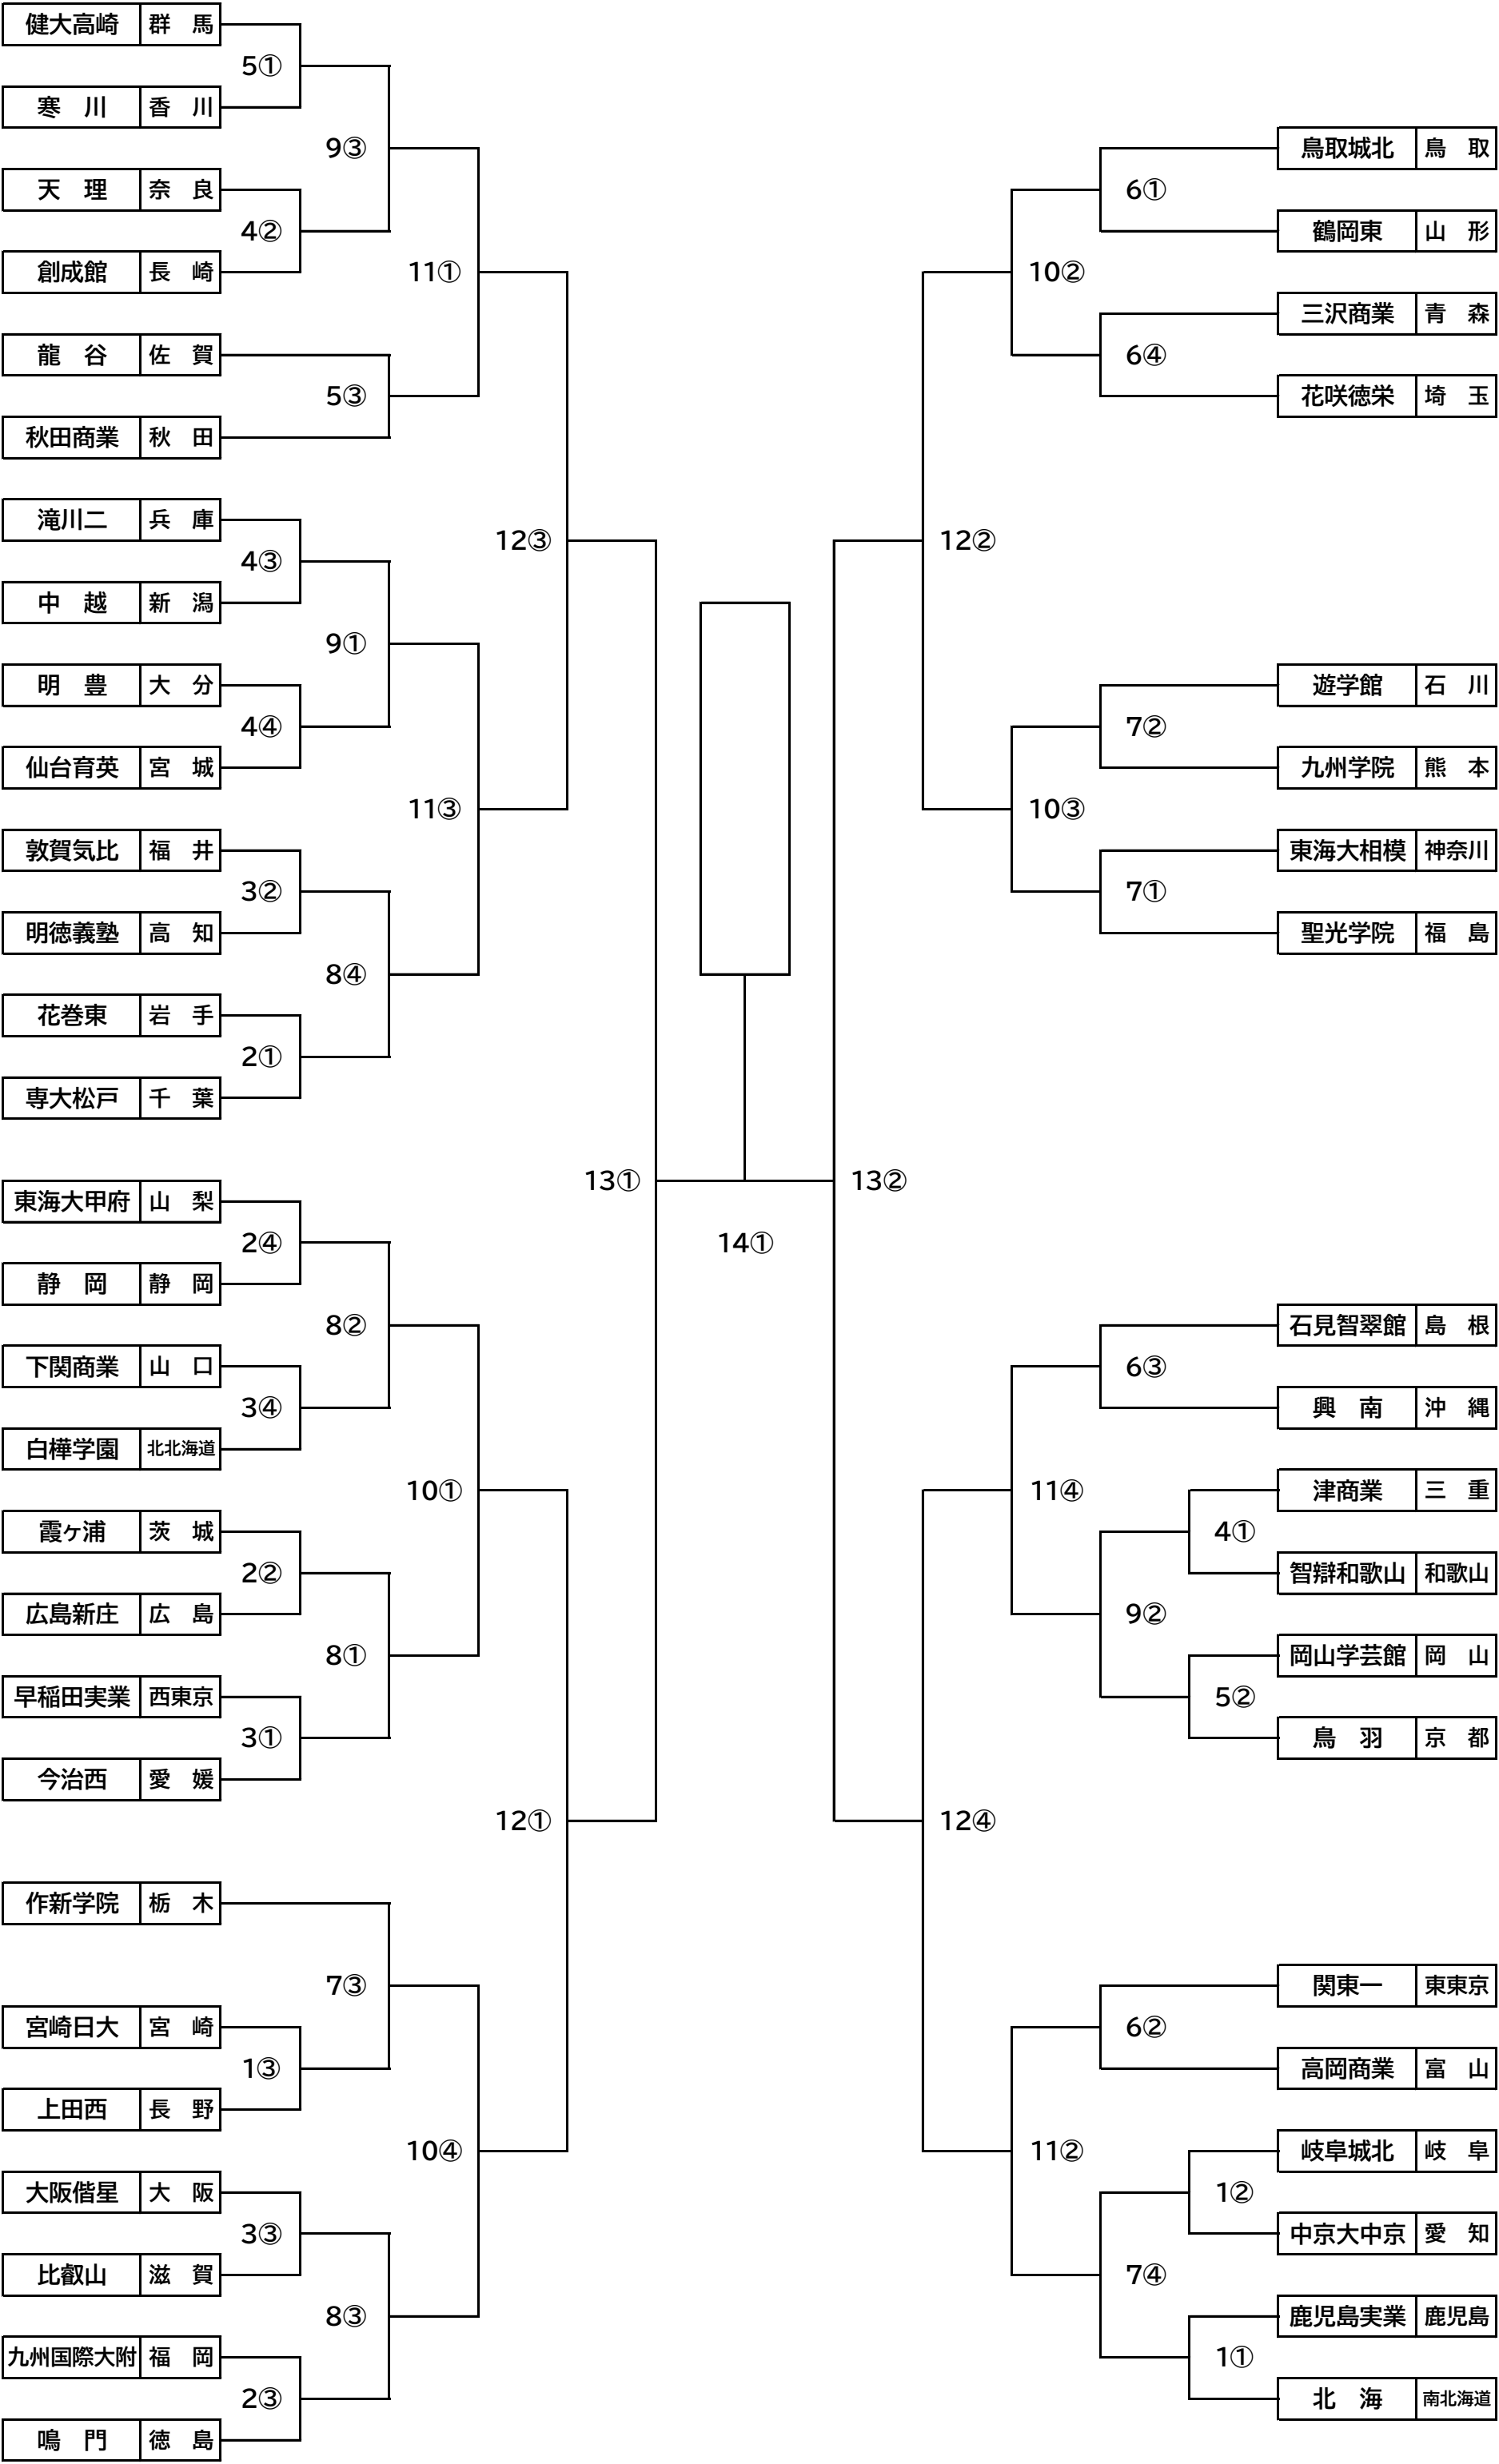 健大高崎 群　馬
5①
寒　川 香　川
9③
天　理 奈　良
4②
創成館 長　崎
11①
龍　谷 佐　賀
5③
秋田商業 秋　田
12③
滝川二 兵　庫
4③
中　越 新　潟
9①
明　豊 大　分
4④
仙台育英 宮　城
11③
敦賀気比 福　井
3②
明徳義塾 高　知
8④
花巻東 岩　手
2①
専大松戸 千　葉
13①
東海大甲府 山　梨
2④
静　岡 静　岡
8②
下関商業 山　口
3④
白樺学園 北北海道
10①
霞ヶ浦 茨　城
2②
広島新庄 広　島
8①
早稲田実業 西東京
3①
今治西 愛　媛
12①
作新学院 栃　木
7③
宮崎日大 宮　崎
1③
上田西 長　野
10④
大阪偕星 大　阪
3③
比叡山 滋　賀
8③
九州国際大附 福　岡
2③
鳴　門 徳　島
14①
鳥取城北 鳥　取
6①
鶴岡東 山　形
10②
三沢商業 青　森
6④
花咲徳栄 埼　玉
12②
遊学館 石　川
7②
九州学院 熊　本
10③
東海大相模 神奈川
7①
聖光学院 福　島
13②
石見智翠館 島　根
6③
興　南 沖　縄
11④
津商業 三　重
4①
智辯和歌山 和歌山
9②
岡山学芸館 岡　山
5②
鳥　羽 京　都
12④
関東一 東東京
6②
高岡商業 富　山
11②
岐阜城北 岐　阜
1②
中京大中京 愛　知
7④
鹿児島実業 鹿児島
1①
北　海 南北海道